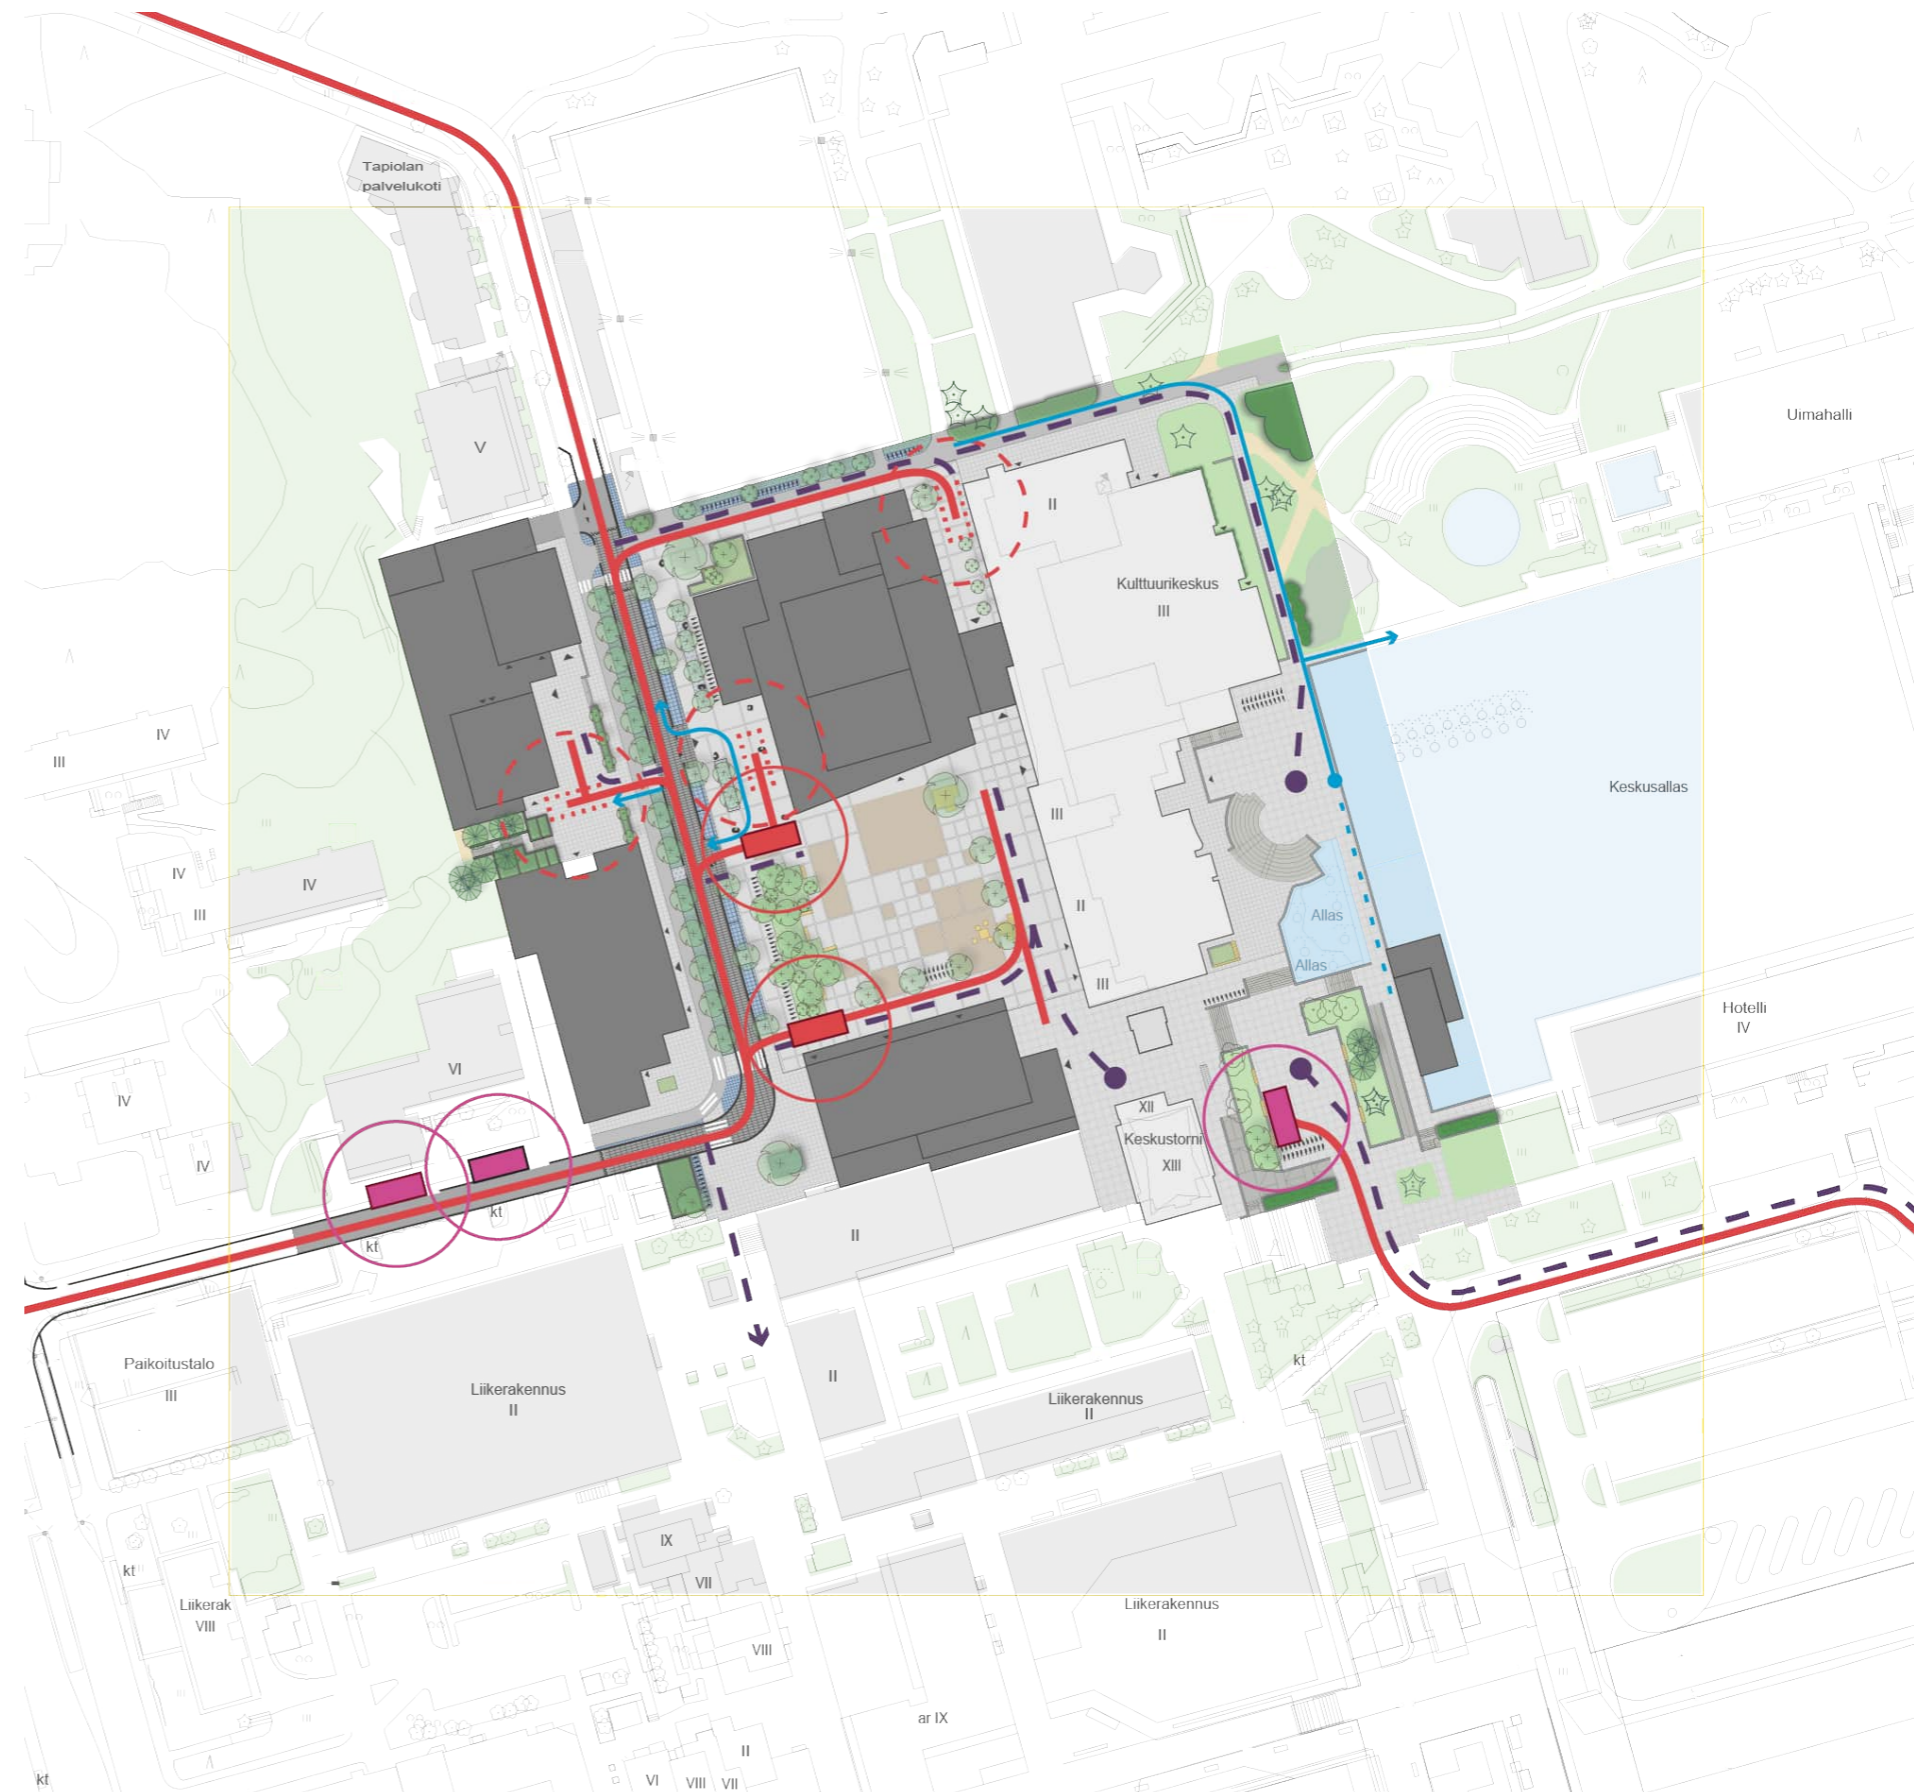 Tapiolan
palvelukoti
Uimahalli
V
II
Kulttuurikeskus
III
IV
III
Keskusallas
III
IV
IV
III
II
Allas
Allas
III
Hotelli
IV
VI
IV
XII
Keskustorni
XIII
IV
kt
kt
II
Paikoitustalo
III
kt
II
Liikerakennus
II
Liikerakennus
II
IX
kt
VII
Liikerak
VIII
Liikerakennus
II
VIII
ar IX
II
kt
VI
VIII
VII